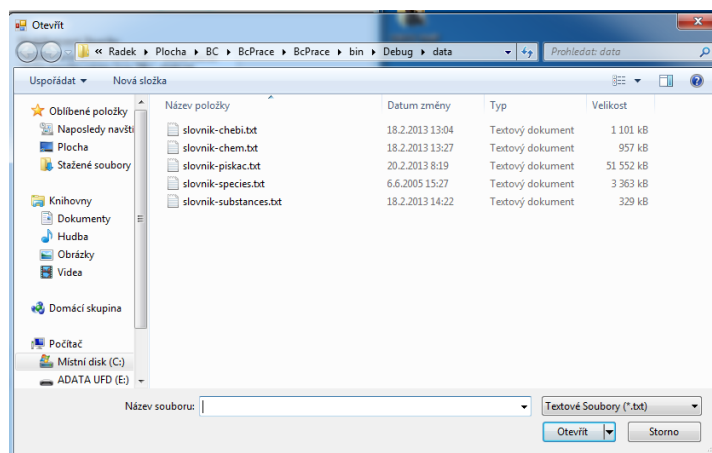 Otevřít
« Radek ▸ Plocha ▸ BC ▸ BcPrace ▸ BcPrace ▸ bin ▸ Debug ▸ data
Prohledat: data
Uspořádat
Nová složka
Oblíbené položky
Naposledy navšti
Plocha
Stažené soubory
Knihovny
Dokumenty
Hudba
Obrázky
Videa
Domácí skupina
Počítač
Místní disk (C:)
ADATA UFD (E:)
Název položky Datum změny Typ Velikost
slovnik-chebi.txt 18.2.2013 13:04 Textový dokument 1 101 kB
slovnik-chem.txt 18.2.2013 13:27 Textový dokument 957 kB
slovnik-piskac.txt 20.2.2013 8:19 Textový dokument 51 552 kB
slovnik-species.txt 6.6.2005 15:27 Textový dokument 3 363 kB
slovnik-substances.txt 18.2.2013 14:22 Textový dokument 329 kB
Název souboru:
Textové Soubory (*.txt)
Otevřít
Storno